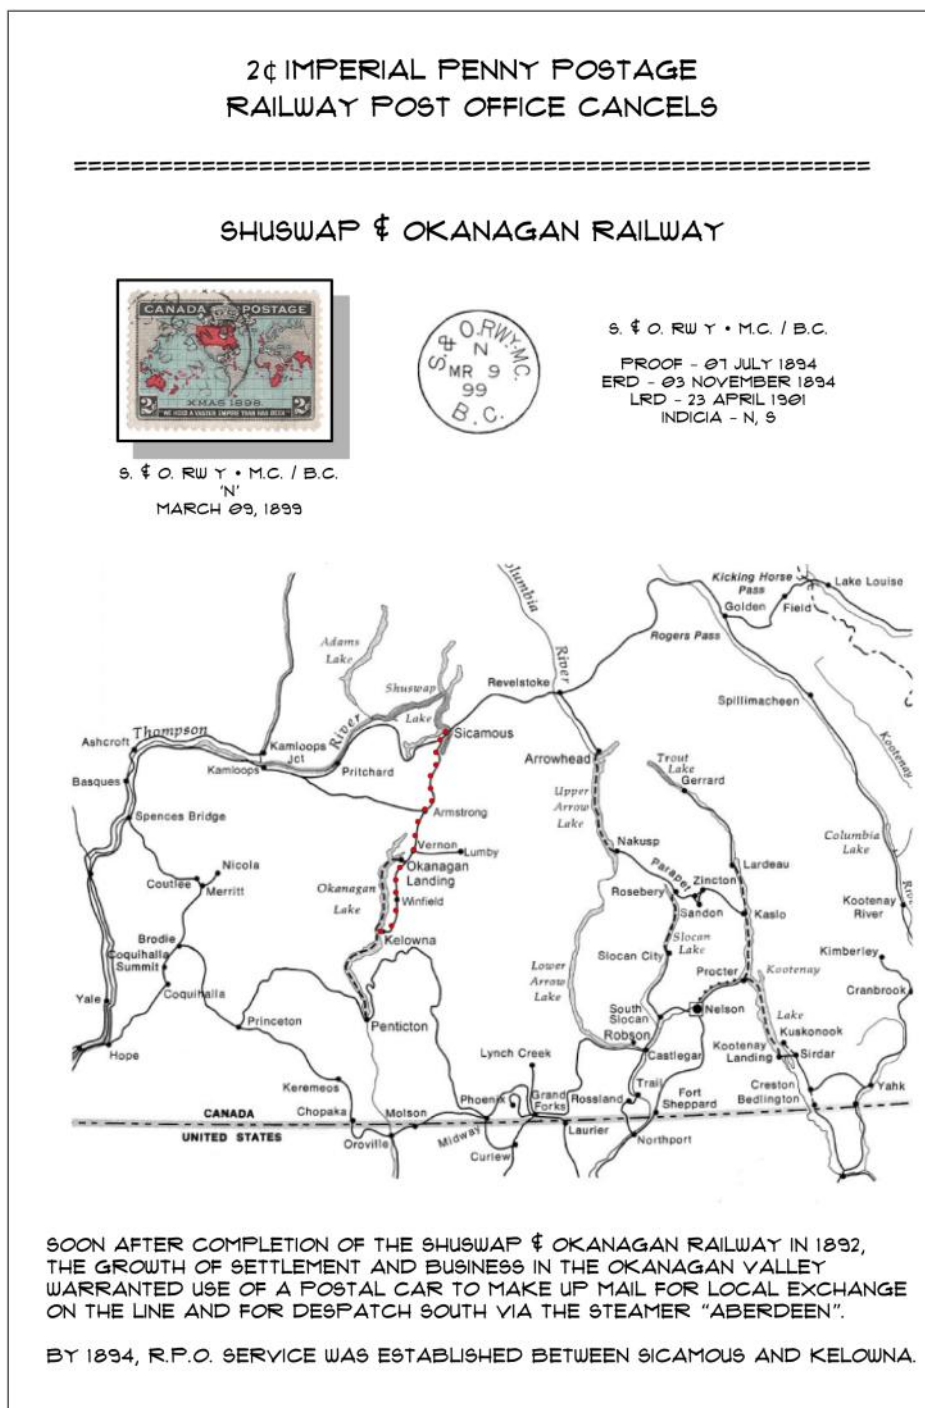 2¢ IMPERIAL PENNY POSTAGE
RAILWAY POST OFFICE CANCELS
=======================================================
SHUSWAP & OKANAGAN RAILWAY
CANADA POSTAGE
XMAS 1898
2¢ 2¢
"WE HOLD A VASTER EMPIRE THAN HAS BEEN"
S. & O. RW Y • M.C. / B.C.
'N'
MARCH 09, 1899
S. & O. RWY. M.C.
N
MR 9
99
B.C.
S. & O. RW Y • M.C. / B.C.
PROOF - 07 JULY 1894
ERD - 03 NOVEMBER 1894
LRD - 23 APRIL 1901
INDICIA - N, S
Columbia
River
Kicking Horse
Pass
Lake Louise
Golden
Field
Rogers Pass
Adams
Lake
Shuswap
Lake
Revelstoke
Spillimacheen
Thompson
River
Sicamous
Ashcroft
Kamloops
Jct
Kamloops
Pritchard
Arrowhead
Trout
Lake
Gerrard
Kootenay
Basques
Upper
Arrow
Lake
Armstrong
Spences Bridge
Vernon
Lumby
Nakusp
Columbia
Lake
Okanagan
Landing
Nicola
Coutlee
Merritt
Okanagan
Lake
Winfield
Parapet
Zincton
Lardeau
Rosebery
Sandon
Kaslo
Kootenay
River
Brodie
Kelowna
Slocan
Lake
Slocan City
Kimberley
Coquihalla
Summit
Lower
Arrow
Lake
Procter
Kootenay
Lake
Cranbrook
Coquihalla
Yale
Princeton
Penticton
South
Slocan
Nelson
Robson
Kuskonook
Hope
Lynch Creek
Castlegar
Kootenay
Landing
Sirdar
Keremeos
Phoenix
Grand
Forks
Rossland
Trail
Fort
Sheppard
Creston
Yahk
Bedlington
CANADA
Chopaka
Molson
UNITED STATES
Oroville
Midway
Curlew
Laurier
Northport
SOON AFTER COMPLETION OF THE SHUSWAP & OKANAGAN RAILWAY IN 1892,
THE GROWTH OF SETTLEMENT AND BUSINESS IN THE OKANAGAN VALLEY
WARRANTED USE OF A POSTAL CAR TO MAKE UP MAIL FOR LOCAL EXCHANGE
ON THE LINE AND FOR DESPATCH SOUTH VIA THE STEAMER "ABERDEEN".
BY 1894, R.P.O. SERVICE WAS ESTABLISHED BETWEEN SICAMOUS AND KELOWNA.